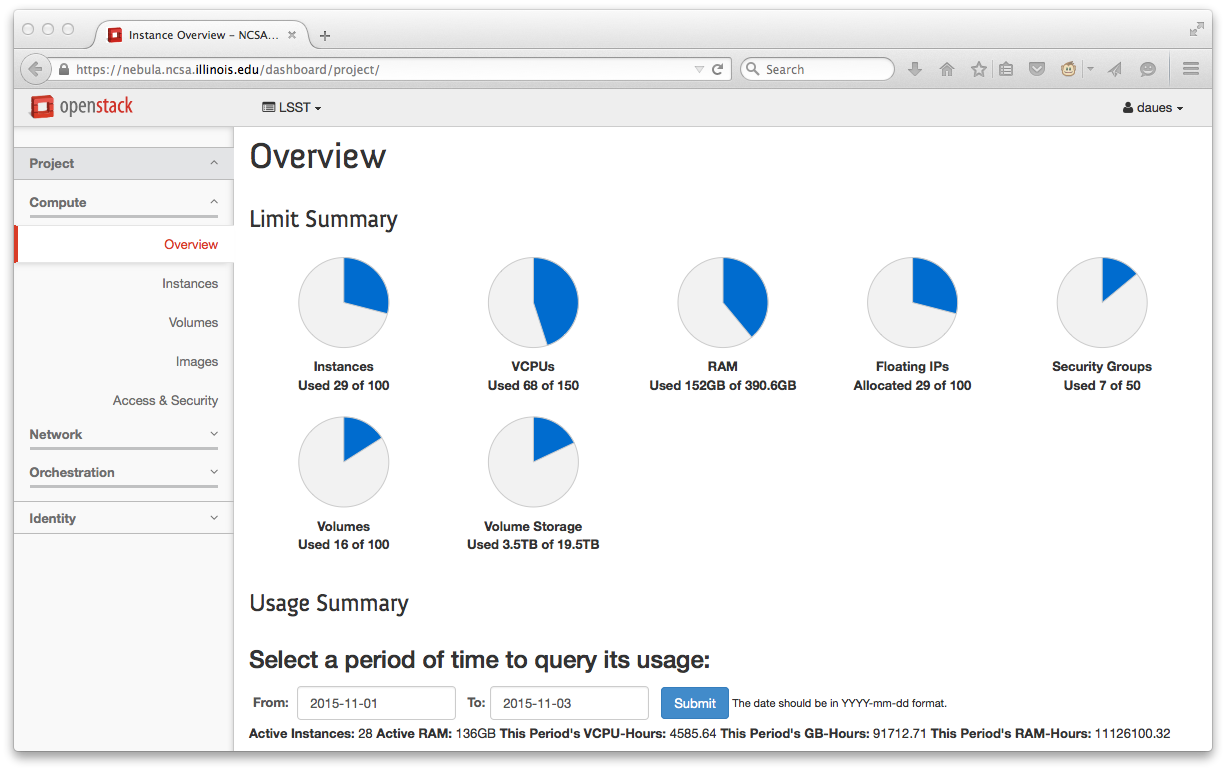 Instance Overview - NCSA...
https://nebula.ncsa.illinois.edu/dashboard/project/
Search
openstack
LSST
daues
Project
Compute
Overview
Instances
Volumes
Images
Access & Security
Network
Orchestration
Identity
Overview
Limit Summary
Instances
Used 29 of 100
VCPUs
Used 68 of 150
RAM
Used 152GB of 390.6GB
Floating IPs
Allocated 29 of 100
Security Groups
Used 7 of 50
Volumes
Used 16 of 100
Volume Storage
Used 3.5TB of 19.5TB
Usage Summary
Select a period of time to query its usage:
From: 2015-11-01 To: 2015-11-03 Submit The date should be in YYYY-mm-dd format.
Active Instances: 28 Active RAM: 136GB This Period's VCPU-Hours: 4585.64 This Period's GB-Hours: 91712.71 This Period's RAM-Hours: 11126100.32